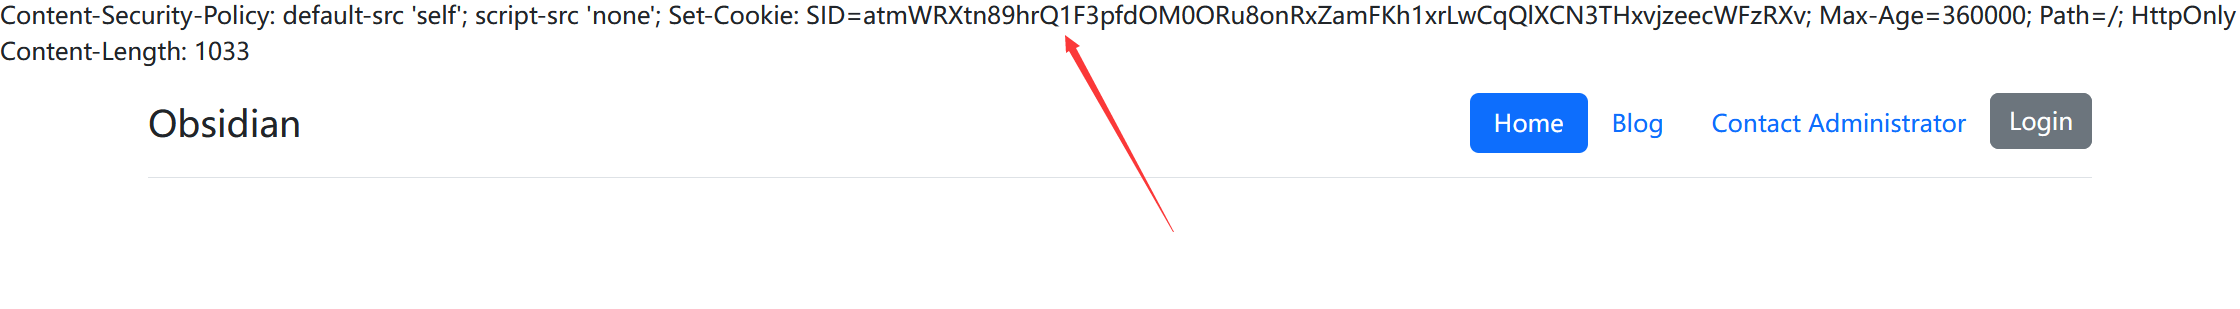 Content-Security-Policy: default-src 'self'; script-src 'none'; Set-Cookie: SID=atmWRXtn89hrQ1F3pfdOM0ORu8onRxZamFKh1xrLwCqQlXCN3THxvjzeecWFzRXv; Max-Age=360000; Path=/; HttpOnly
Content-Length: 1033
Obsidian
Home
Blog
Contact Administrator
Login